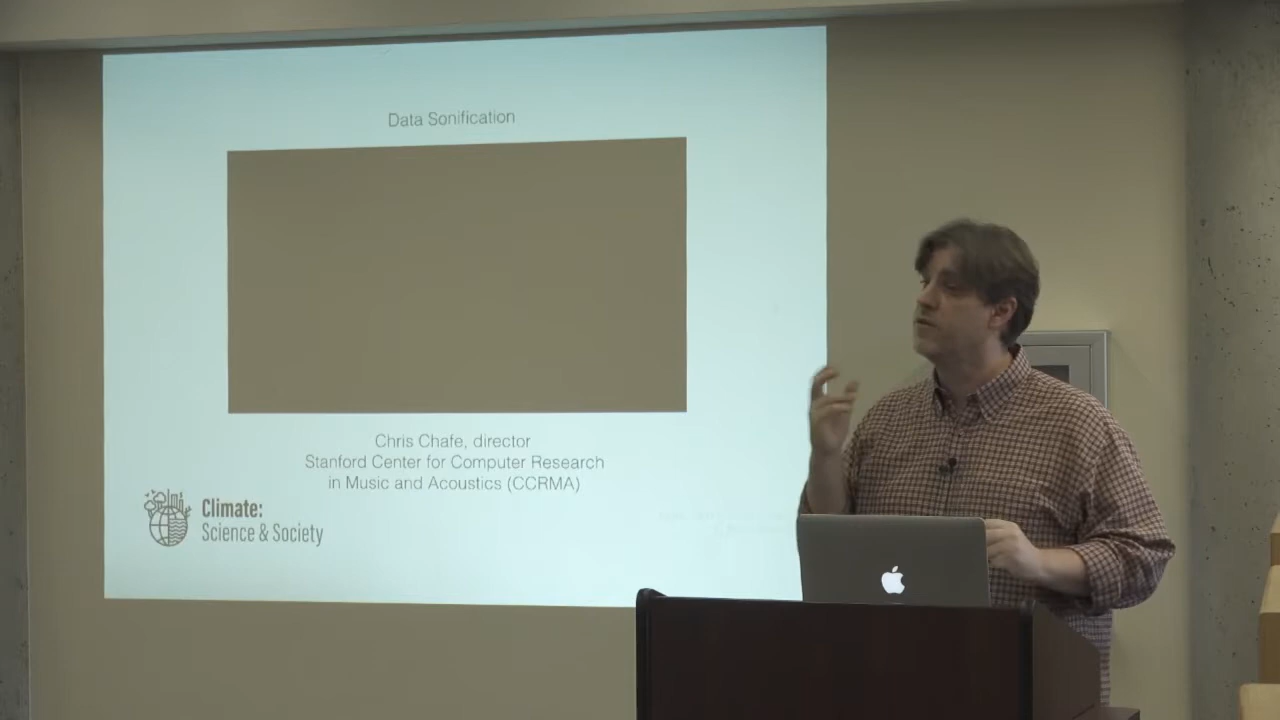 Data Sonification
Chris Chafe, director
Stanford Center for Computer Research
in Music and Acoustics (CCRMA)
Climate:
Science & Society